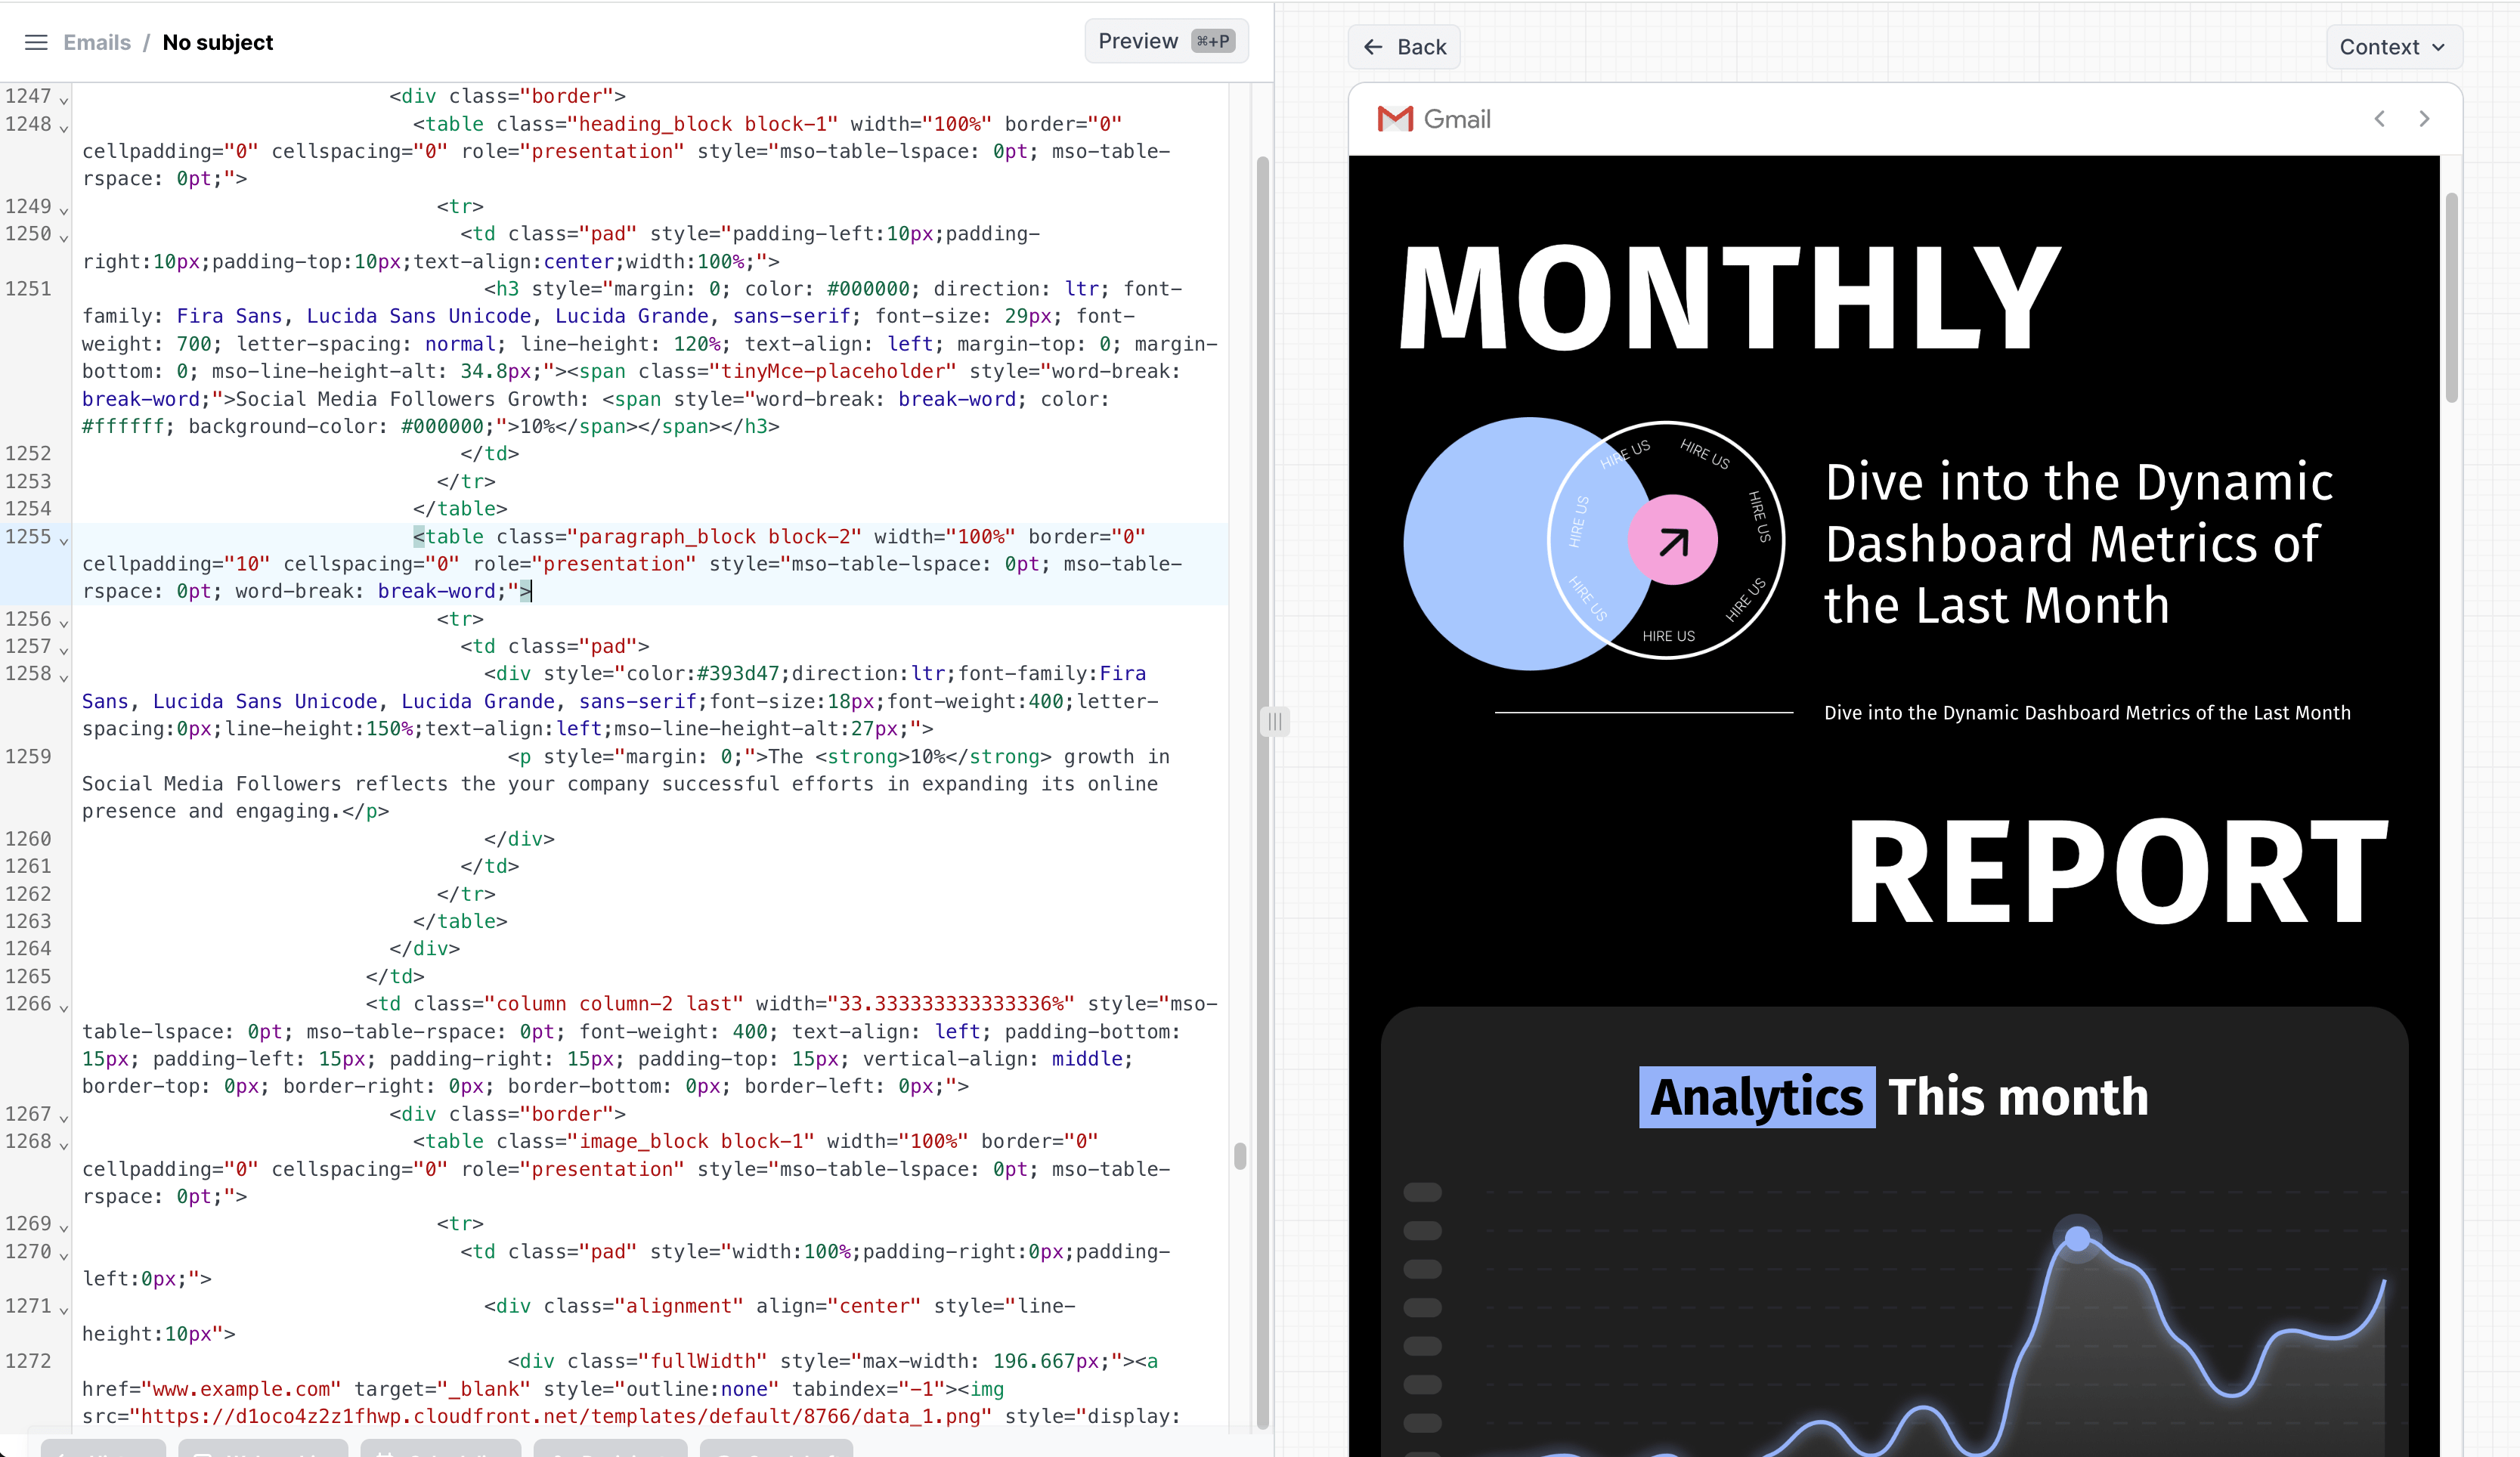 Emails / No subject
Preview ⌘+P
1247 <div class="border">
1248 <table class="heading_block block-1" width="100%" border="0"
cellpadding="0" cellspacing="0" role="presentation" style="mso-table-lspace: 0pt; mso-table-
rspace: 0pt;">
1249 <tr>
1250 <td class="pad" style="padding-left:10px;padding-
right:10px;padding-top:10px;text-align:center;width:100%;">
1251 <h3 style="margin: 0; color: #000000; direction: ltr; font-
family: Fira Sans, Lucida Sans Unicode, Lucida Grande, sans-serif; font-size: 29px; font-
weight: 700; letter-spacing: normal; line-height: 120%; text-align: left; margin-top: 0; margin-
bottom: 0; mso-line-height-alt: 34.8px;"><span class="tinyMce-placeholder" style="word-break:
break-word;">Social Media Followers Growth: <span style="word-break: break-word; color:
#ffffff; background-color: #000000;">10%</span></span></h3>
1252 </td>
1253 </tr>
1254 </table>
1255 <table class="paragraph_block block-2" width="100%" border="0"
cellpadding="10" cellspacing="0" role="presentation" style="mso-table-lspace: 0pt; mso-table-
rspace: 0pt; word-break: break-word;">
1256 <tr>
1257 <td class="pad">
1258 <div style="color:#393d47;direction:ltr;font-family:Fira
Sans, Lucida Sans Unicode, Lucida Grande, sans-serif;font-size:18px;font-weight:400;letter-
spacing:0px;line-height:150%;text-align:left;mso-line-height-alt:27px;">
1259 <p style="margin: 0;">The <strong>10%</strong> growth in
Social Media Followers reflects the your company successful efforts in expanding its online
presence and engaging.</p>
1260 </div>
1261 </td>
1262 </tr>
1263 </table>
1264 </div>
1265 </td>
1266 <td class="column column-2 last" width="33.333333333333336%" style="mso-
table-lspace: 0pt; mso-table-rspace: 0pt; font-weight: 400; text-align: left; padding-bottom:
15px; padding-left: 15px; padding-right: 15px; padding-top: 15px; vertical-align: middle;
border-top: 0px; border-right: 0px; border-bottom: 0px; border-left: 0px;">
1267 <div class="border">
1268 <table class="image_block block-1" width="100%" border="0"
cellpadding="0" cellspacing="0" role="presentation" style="mso-table-lspace: 0pt; mso-table-
rspace: 0pt;">
1269 <tr>
1270 <td class="pad" style="width:100%;padding-right:0px;padding-
left:0px;">
1271 <div class="alignment" align="center" style="line-
height:10px">
1272 <div class="fullWidth" style="max-width: 196.667px;"><a
href="www.example.com" target="_blank" style="outline:none" tabindex="-1"><img
src="https://d1oco4z2z1fhwp.cloudfront.net/templates/default/8766/data_1.png" style="display:
Back
Context
Gmail
MONTHLY
HIRE US
HIRE US
HIRE US
HIRE US
HIRE US
HIRE US
HIRE US
Dive into the Dynamic
Dashboard Metrics of
the Last Month
Dive into the Dynamic Dashboard Metrics of the Last Month
REPORT
Analytics This month